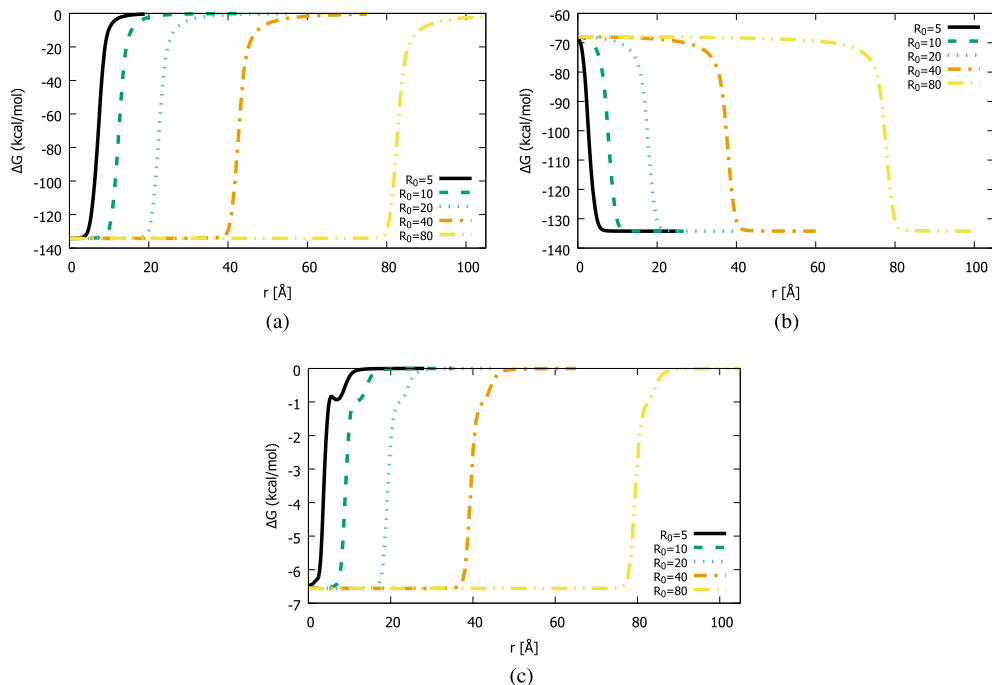 0
-20
-40
-60
-80
-100
-120
-140
ΔG (kcal/mol)
0 20 40 60 80 100
r [Å]
R₀=5
R₀=10
R₀=20
R₀=40
R₀=80
(a)
-60
-70
-80
-90
-100
-110
-120
-130
-140
ΔG (kcal/mol)
0 20 40 60 80 100
r [Å]
R₀=5
R₀=10
R₀=20
R₀=40
R₀=80
(b)
0
-1
-2
-3
-4
-5
-6
-7
ΔG (kcal/mol)
0 20 40 60 80 100
r [Å]
R₀=5
R₀=10
R₀=20
R₀=40
R₀=80
(c)